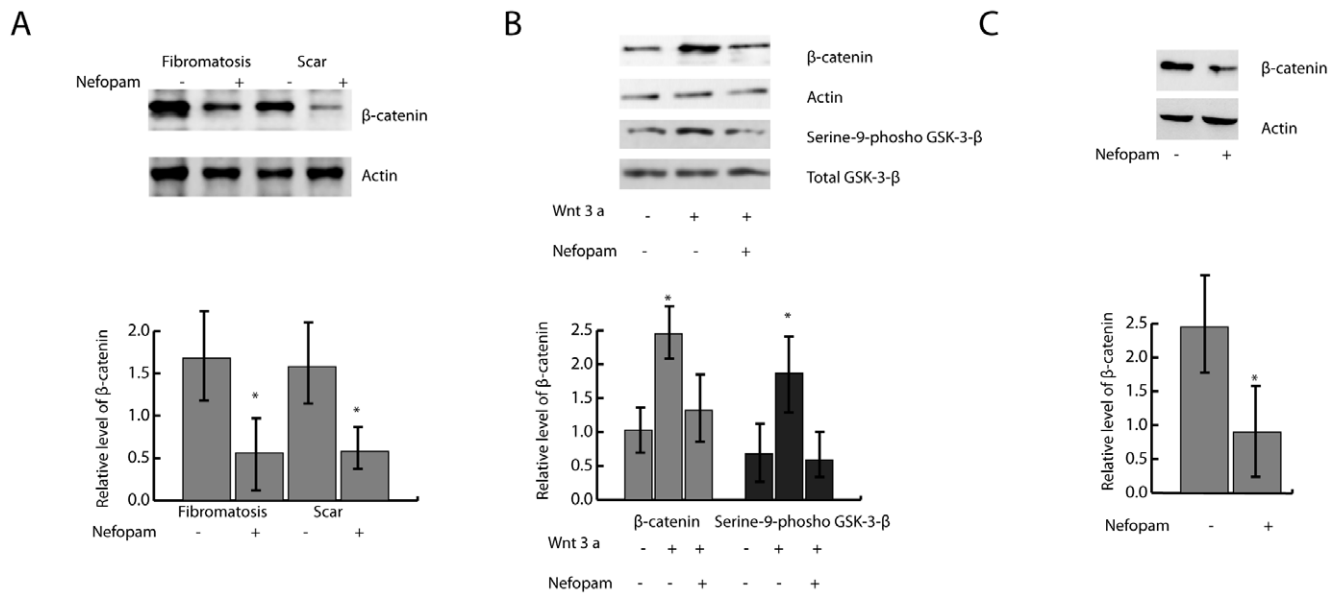 A
Fibromatosis Scar
Nefopam - + - +
β-catenin
Actin
2.0
1.5
1.0
0.5
0.0
Relative level of β-catenin
* *
Fibromatosis Scar
Nefopam - + - +
B
β-catenin
Actin
Serine-9-phosho GSK-3-β
Total GSK-3-β
Wnt 3 a - + +
Nefopam - - +
2.5
2.0
1.5
1.0
0.5
0.0
Relative level of β-catenin
* *
β-catenin Serine-9-phosho GSK-3-β
Wnt 3 a - + + - + +
Nefopam - - + - - +
C
β-catenin
Actin
Nefopam - +
2.5
2.0
1.5
1.0
0.5
0.0
Relative level of β-catenin
*
Nefopam - +